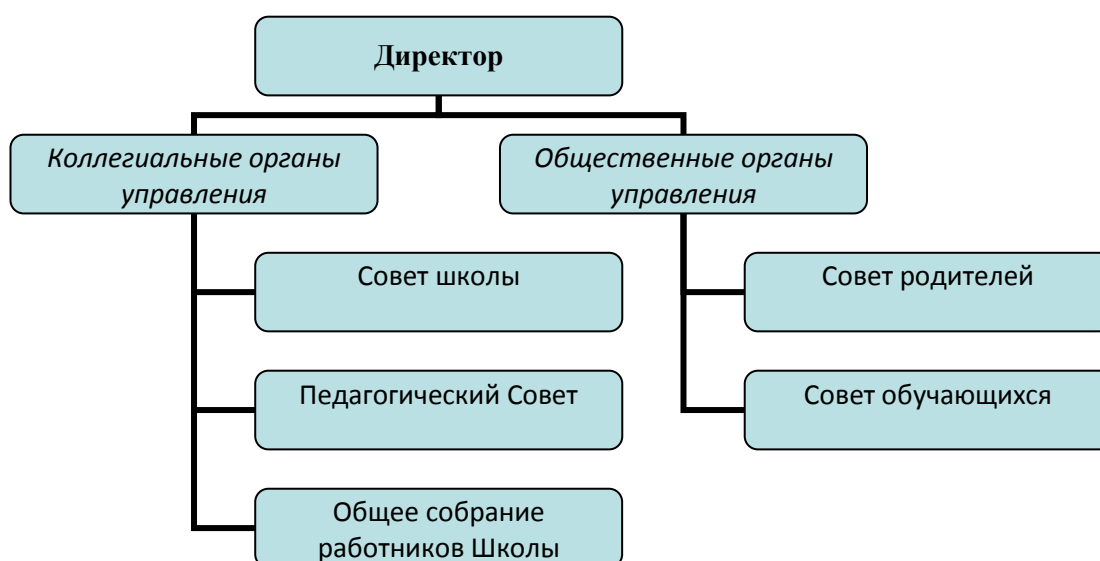 Директор
Коллегиальные органы
управления
Общественные органы
управления
Совет школы
Совет родителей
Педагогический Совет
Совет обучающихся
Общее собрание
работников Школы